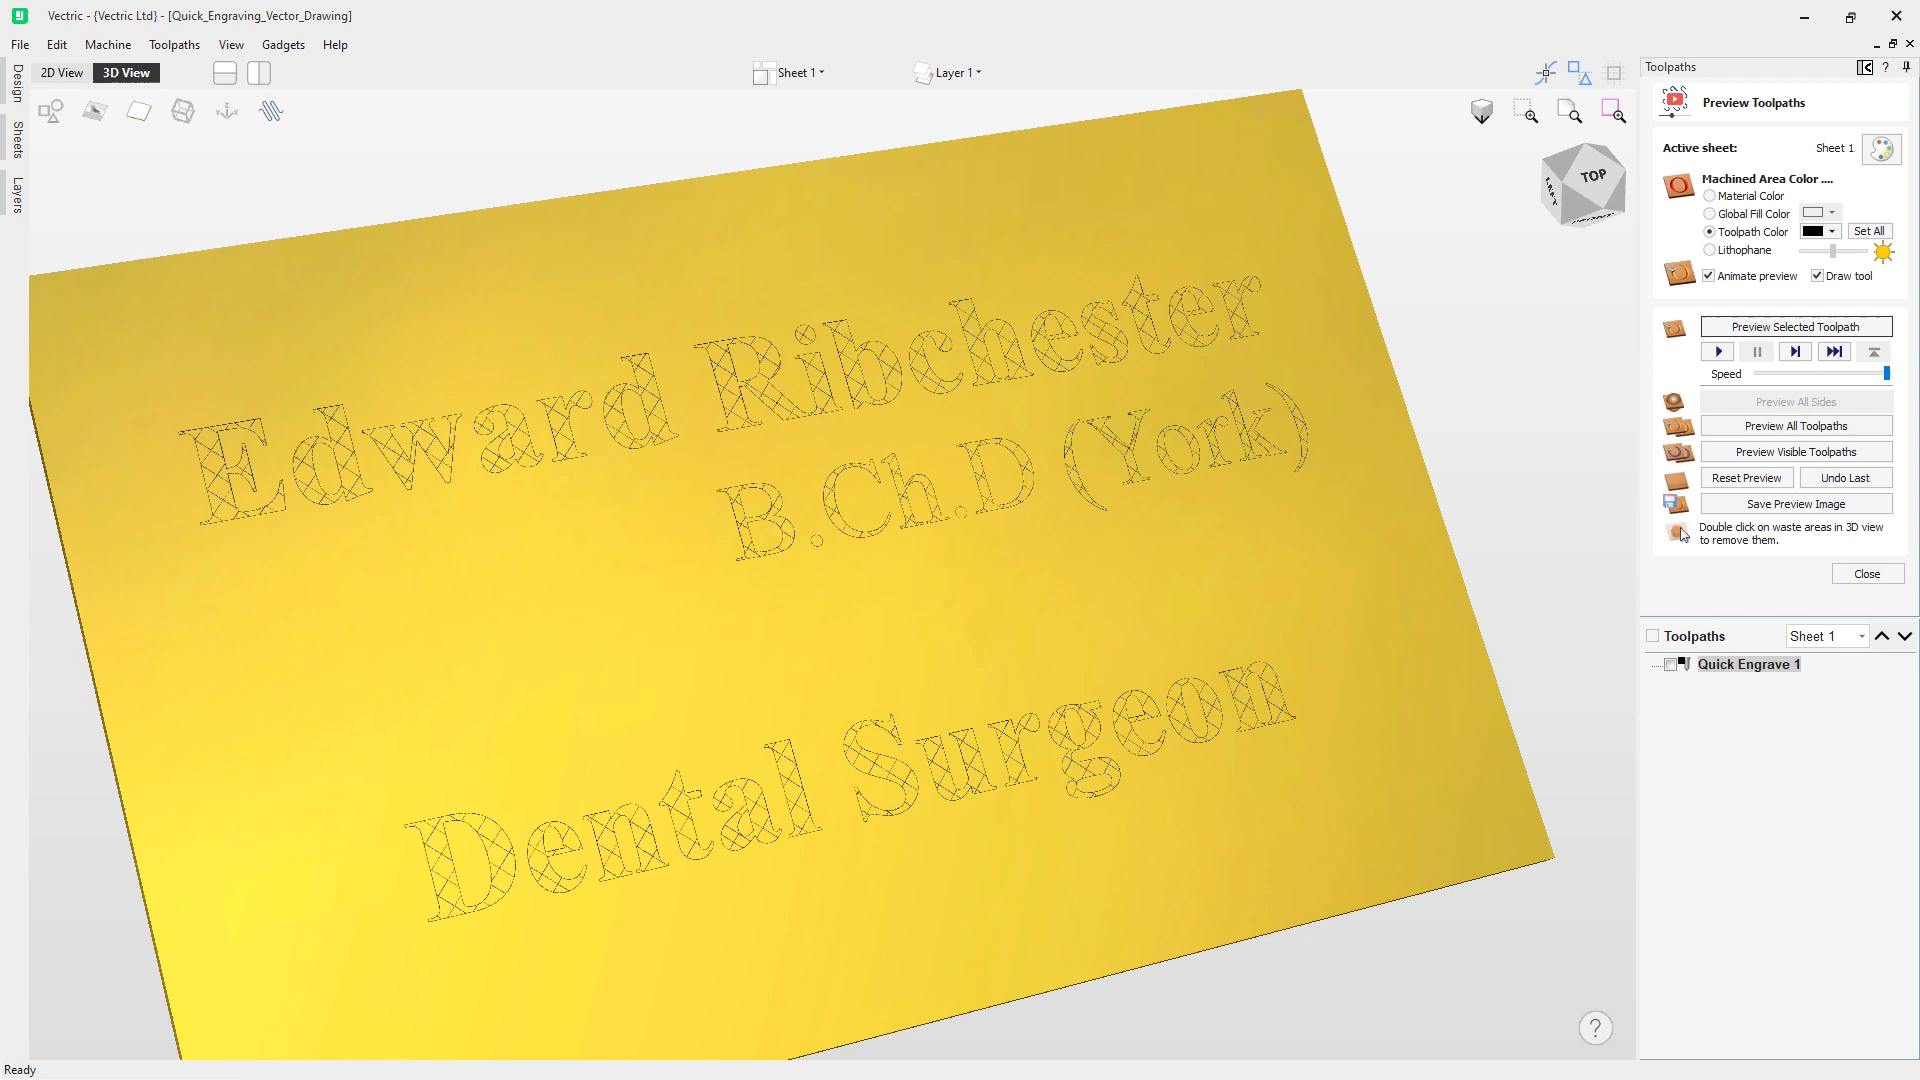 Vectric - {Vectric Ltd} - [Quick_Engraving_Vector_Drawing]
File Edit Machine Toolpaths View Gadgets Help
2D View 3D View Sheet 1 Layer 1
Design
Sheets
Layers
TOP
Edward Ribchester
B.Ch.D (York)
Dental Surgeon
?
Toolpaths ?
Preview Toolpaths
Active sheet: Sheet 1
Machined Area Color ....
Material Color
Global Fill Color
Toolpath Color Set All
Lithophane
Animate preview Draw tool
Preview Selected Toolpath
Speed
Preview All Sides
Preview All Toolpaths
Preview Visible Toolpaths
Reset Preview Undo Last
Save Preview Image
Double click on waste areas in 3D view
to remove them.
Close
Toolpaths Sheet 1
Quick Engrave 1
Ready